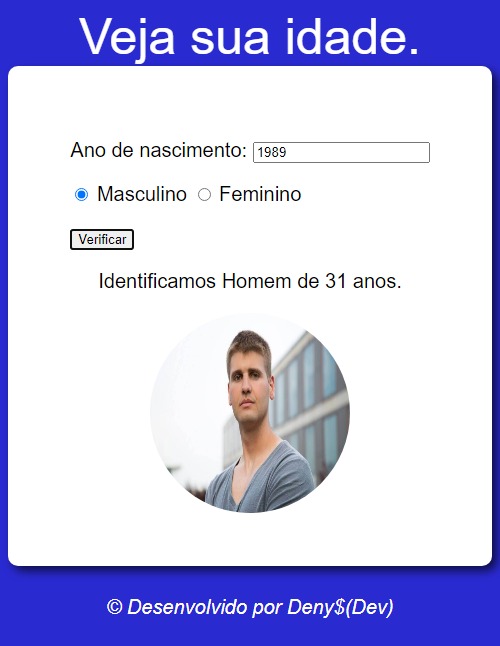 Veja sua idade.
Ano de nascimento: 1989
Masculino Feminino
Verificar
Identificamos Homem de 31 anos.
© Desenvolvido por Deny$(Dev)